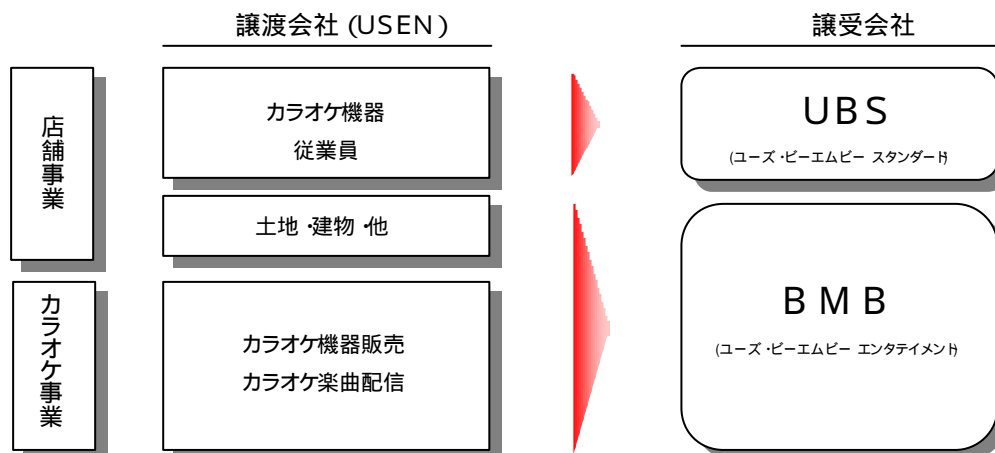 譲渡会社 (USEN)
譲受会社
店舗事業
カラオケ機器
従業員
土地・建物・他
UBS
(ユーズ・ビーエムビー スタンダード)
カラオケ事業
カラオケ機器販売
カラオケ楽曲配信
BMB
(ユーズ・ビーエムビー エンタテイメント)